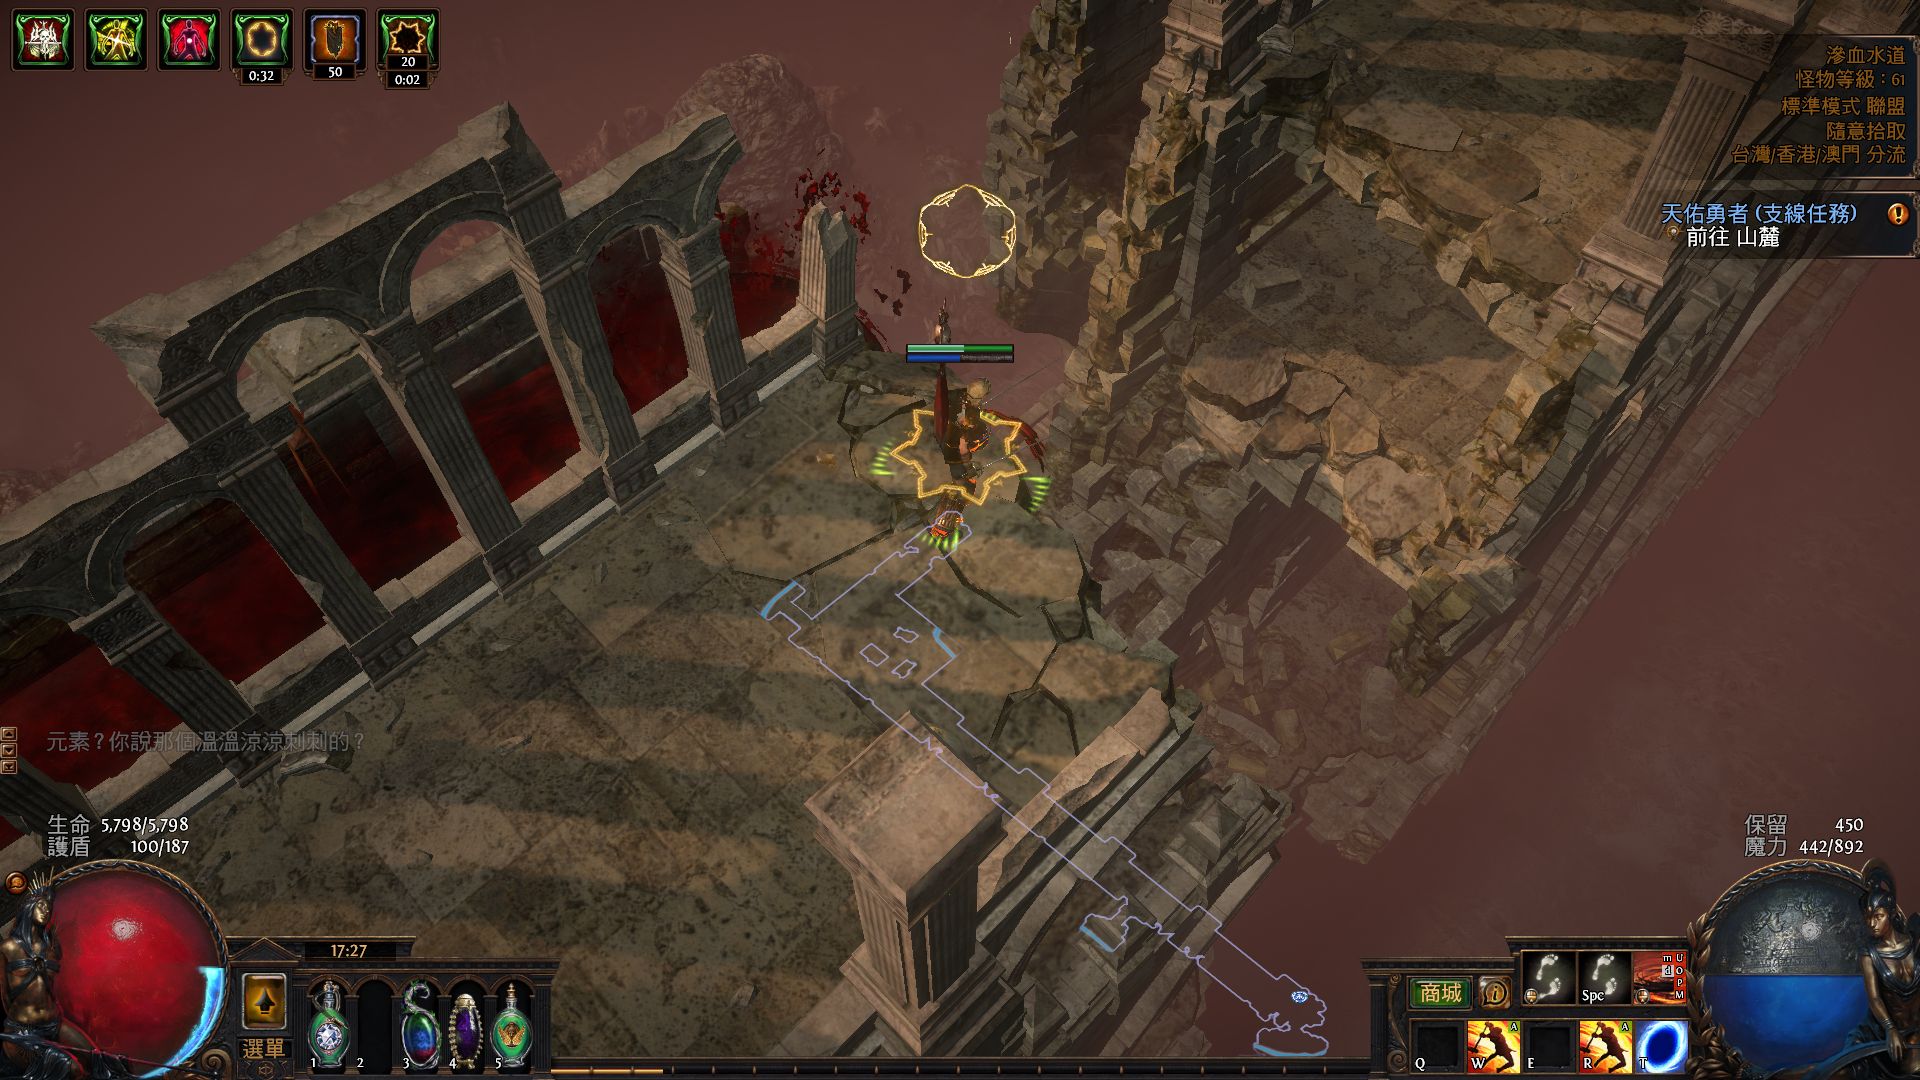 0:32
50
20
0:02
滲血水道
怪物等級：61
標準模式 聯盟
隨意拾取
台灣/香港/澳門 分流
天佑勇者 (支線任務)
前往 山麓
元素？你說那個溫溫涼涼刺刺的？
生命 5,798/5,798
護盾 100/187
保留 450
魔力 442/892
17:27
選單
1 2 3 4 5
商城
Spc
Q W E R T
A A